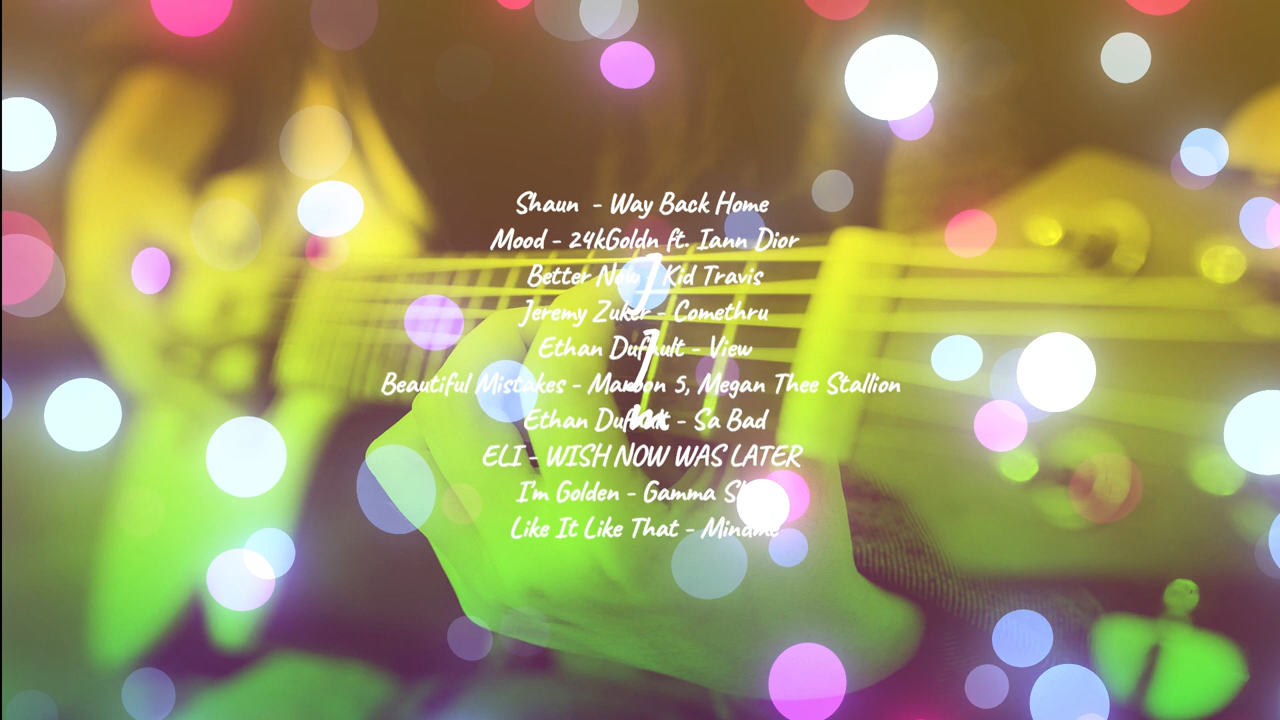 Shaun - Way Back Home
Mood - 24kGoldn ft. Iann Dior
Better Now - Kid Travis
Jeremy Zuker - Comethru
Ethan Dufault - View
Beautiful Mistakes - Maroon 5, Megan Thee Stallion
Ethan Dufault - Sa Bad
ELI - WISH NOW WAS LATER
I'm Golden - Gamma
Like It Like That - Mindme